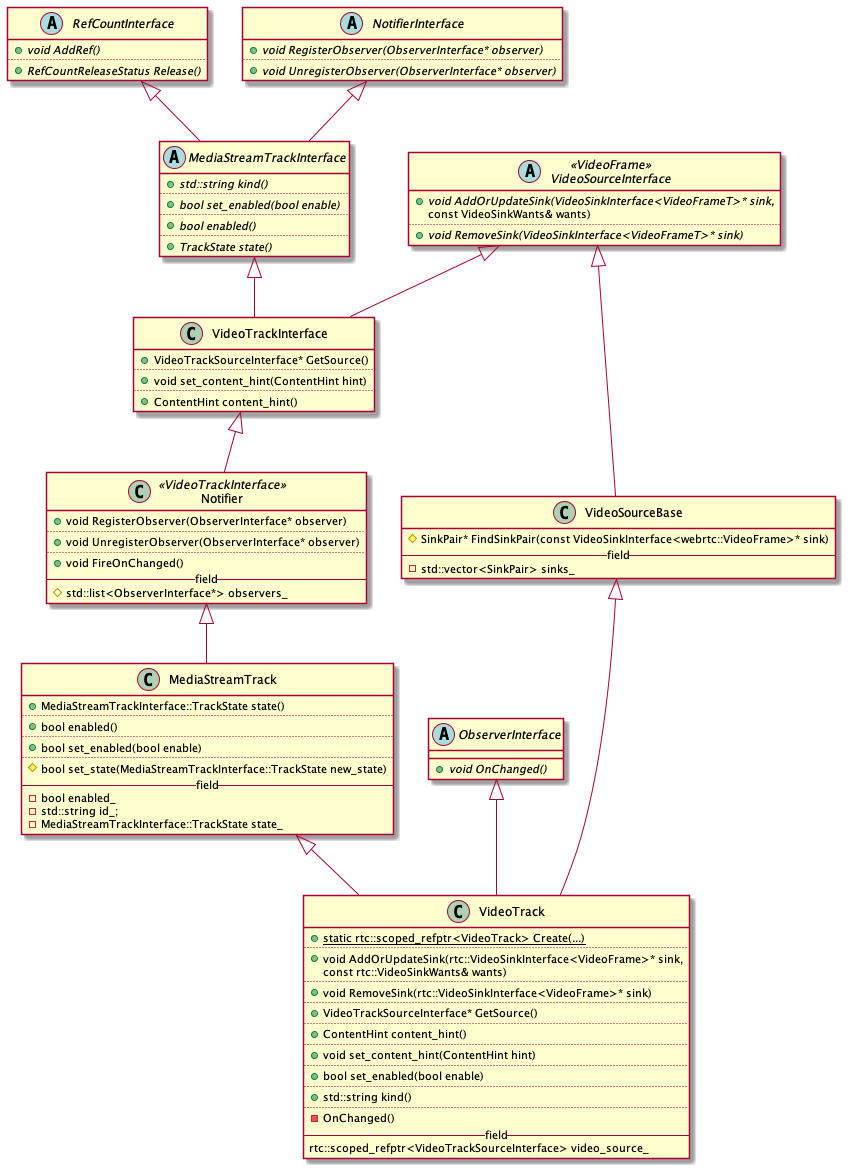 A RefCountInterface
void AddRef()
RefCountReleaseStatus Release()
A NotifierInterface
void RegisterObserver(ObserverInterface* observer)
void UnregisterObserver(ObserverInterface* observer)
A MediaStreamTrackInterface
std::string kind()
bool set_enabled(bool enable)
bool enabled()
TrackState state()
«VideoFrame»
A VideoSourceInterface
void AddOrUpdateSink(VideoSinkInterface<VideoFrameT>* sink,
const VideoSinkWants& wants)
void RemoveSink(VideoSinkInterface<VideoFrameT>* sink)
C VideoTrackInterface
VideoTrackSourceInterface* GetSource()
void set_content_hint(ContentHint hint)
ContentHint content_hint()
«VideoTrackInterface»
C Notifier
void RegisterObserver(ObserverInterface* observer)
void UnregisterObserver(ObserverInterface* observer)
void FireOnChanged()
field
std::list<ObserverInterface*> observers_
C VideoSourceBase
SinkPair* FindSinkPair(const VideoSinkInterface<webrtc::VideoFrame>* sink)
field
std::vector<SinkPair> sinks_
C MediaStreamTrack
MediaStreamTrackInterface::TrackState state()
bool enabled()
bool set_enabled(bool enable)
bool set_state(MediaStreamTrackInterface::TrackState new_state)
field
bool enabled_
std::string id_;
MediaStreamTrackInterface::TrackState state_
A ObserverInterface
void OnChanged()
C VideoTrack
static rtc::scoped_refptr<VideoTrack> Create(...)
void AddOrUpdateSink(rtc::VideoSinkInterface<VideoFrame>* sink,
const rtc::VideoSinkWants& wants)
void RemoveSink(rtc::VideoSinkInterface<VideoFrame>* sink)
VideoTrackSourceInterface* GetSource()
ContentHint content_hint()
void set_content_hint(ContentHint hint)
bool set_enabled(bool enable)
std::string kind()
OnChanged()
field
rtc::scoped_refptr<VideoTrackSourceInterface> video_source_